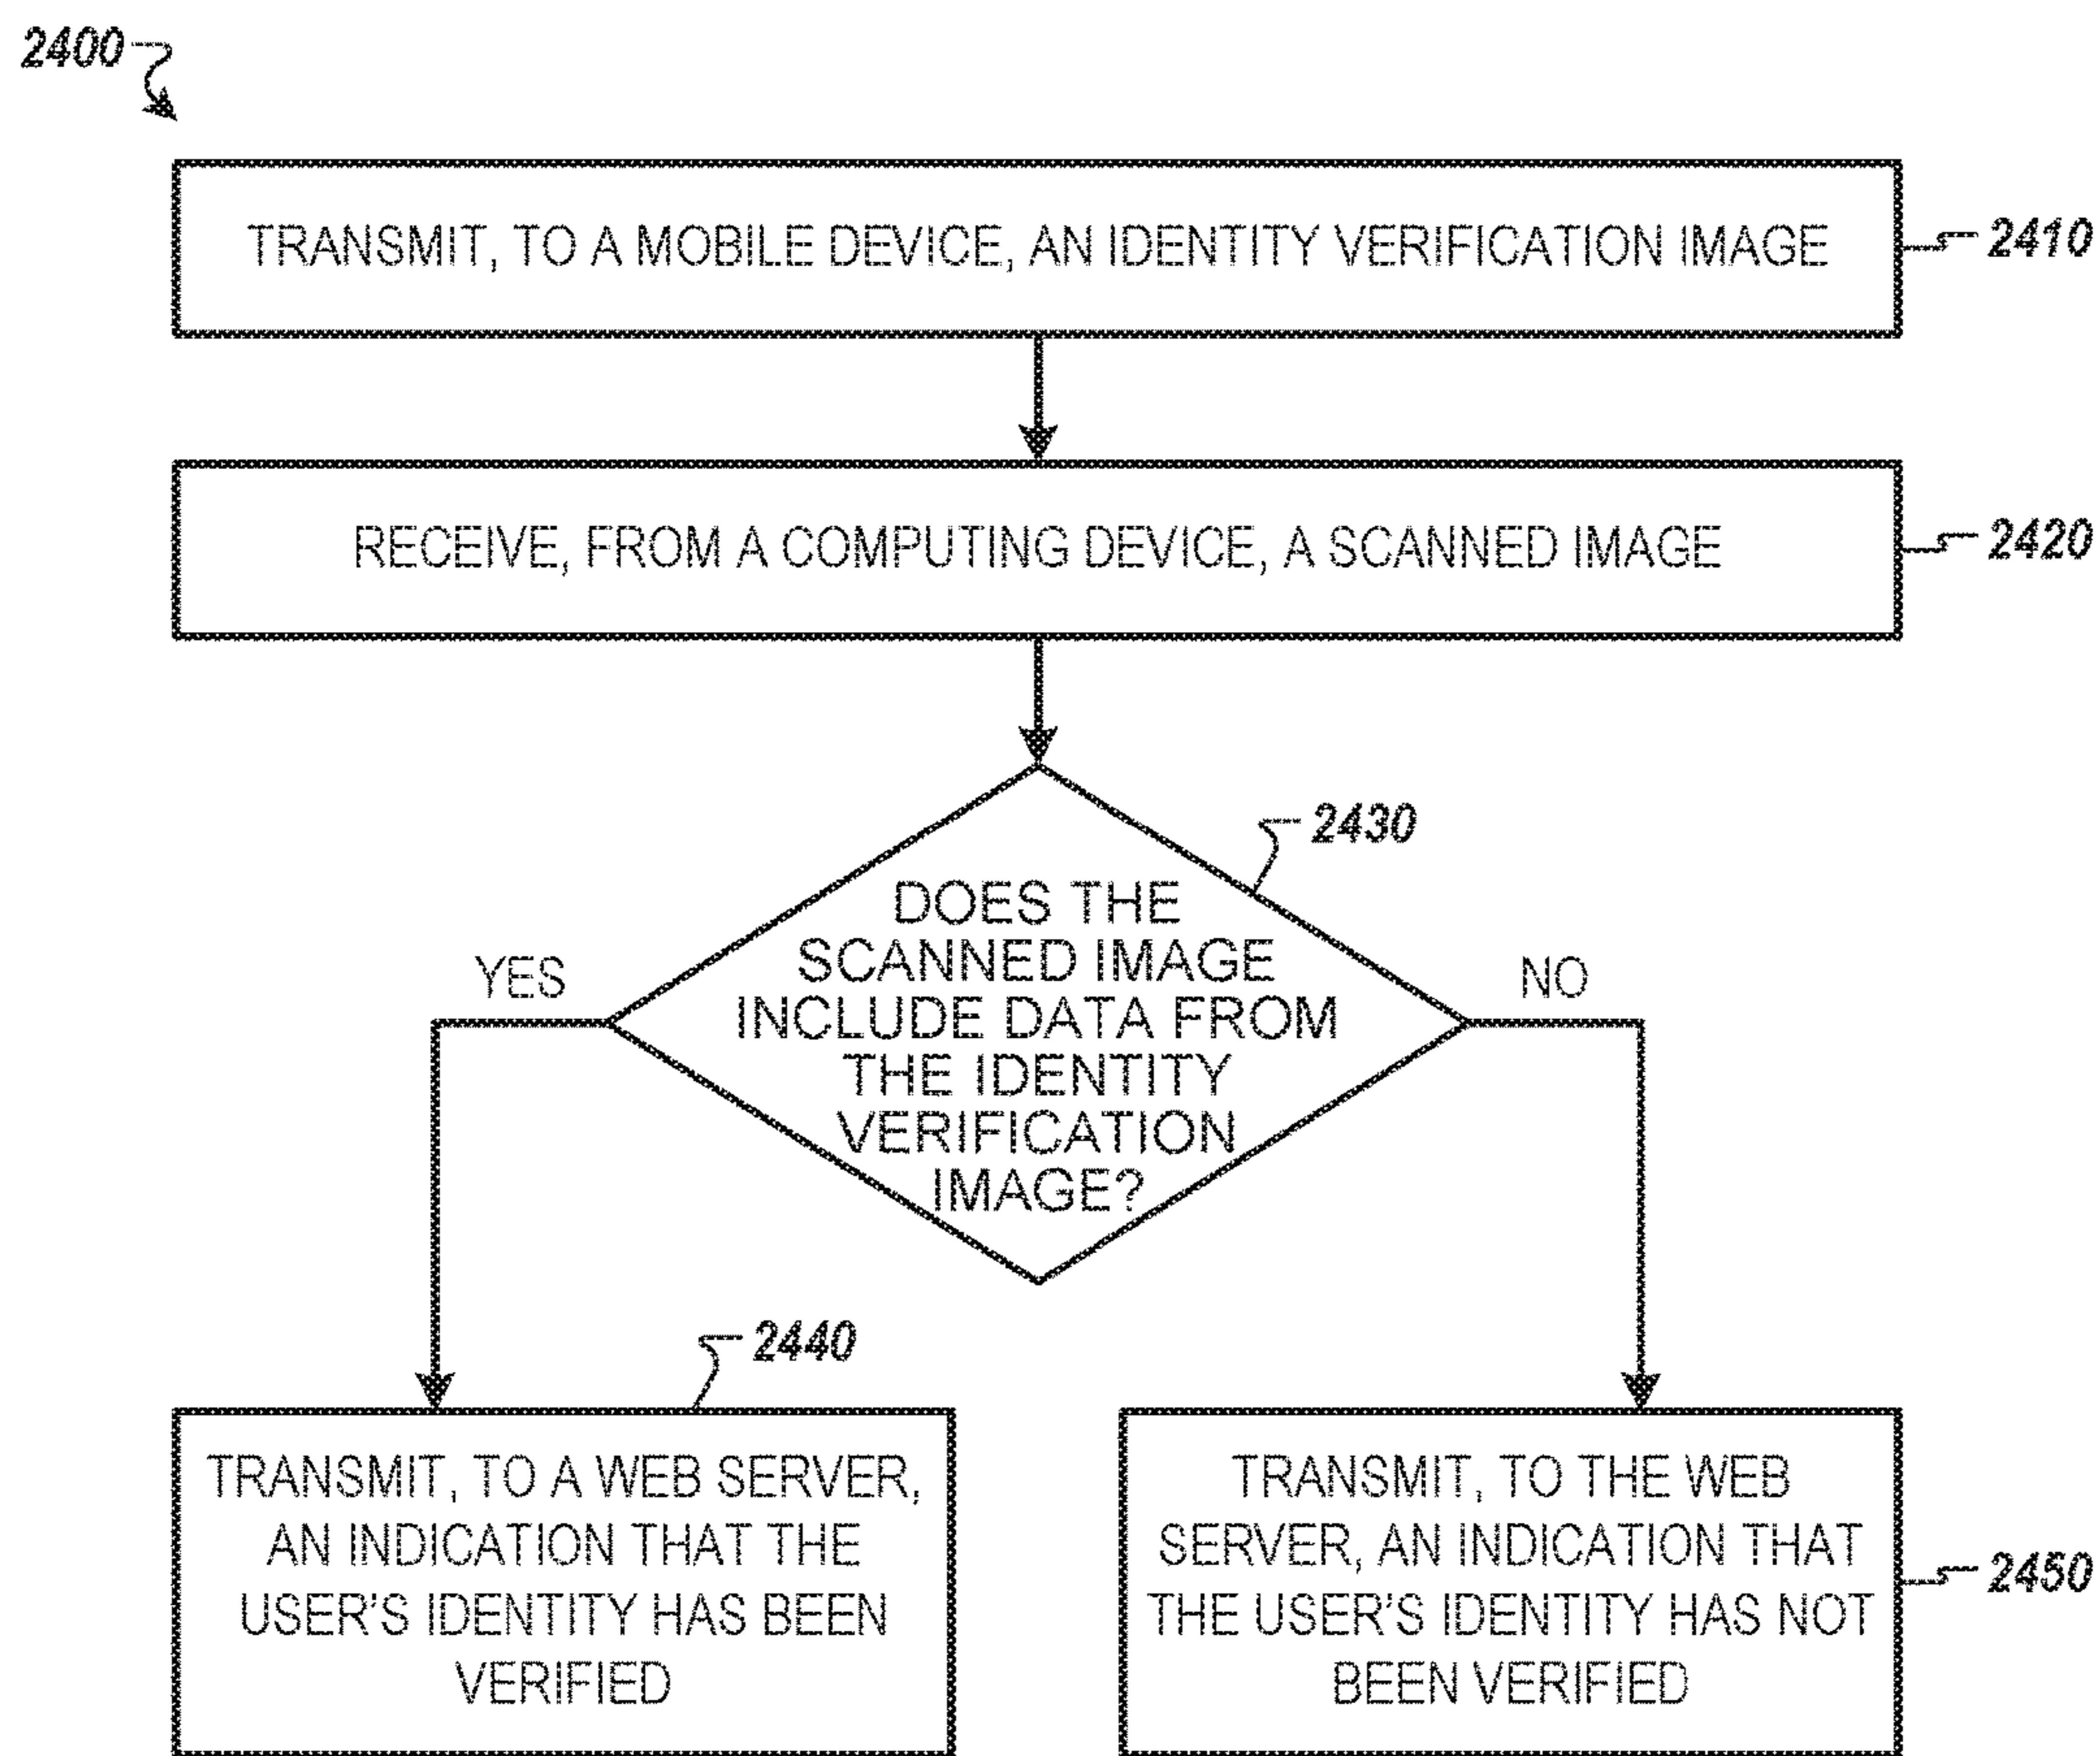 2400
TRANSMIT, TO A MOBILE DEVICE, AN IDENTITY VERIFICATION IMAGE
2410
RECEIVE, FROM A COMPUTING DEVICE, A SCANNED IMAGE
2420
2430
DOES THE
SCANNED IMAGE
INCLUDE DATA FROM
THE IDENTITY
VERIFICATION
IMAGE?
YES
NO
2440
TRANSMIT, TO A WEB SERVER,
AN INDICATION THAT THE
USER'S IDENTITY HAS BEEN
VERIFIED
TRANSMIT, TO THE WEB
SERVER, AN INDICATION THAT
THE USER'S IDENTITY HAS NOT
BEEN VERIFIED
2450